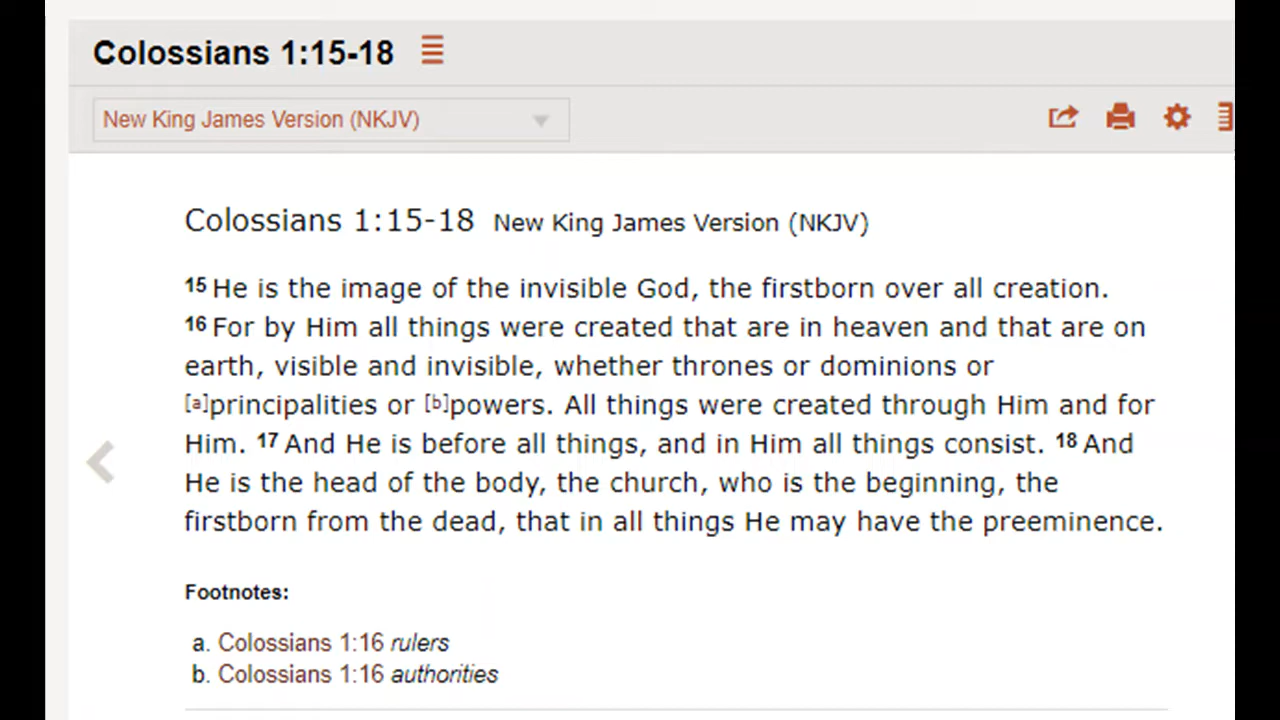 Colossians 1:15-18
New King James Version (NKJV)
Colossians 1:15-18 New King James Version (NKJV)
15 He is the image of the invisible God, the firstborn over all creation.
16 For by Him all things were created that are in heaven and that are on
earth, visible and invisible, whether thrones or dominions or
[a]principalities or [b]powers. All things were created through Him and for
Him. 17 And He is before all things, and in Him all things consist. 18 And
He is the head of the body, the church, who is the beginning, the
firstborn from the dead, that in all things He may have the preeminence.
Footnotes:
a. Colossians 1:16 rulers
b. Colossians 1:16 authorities